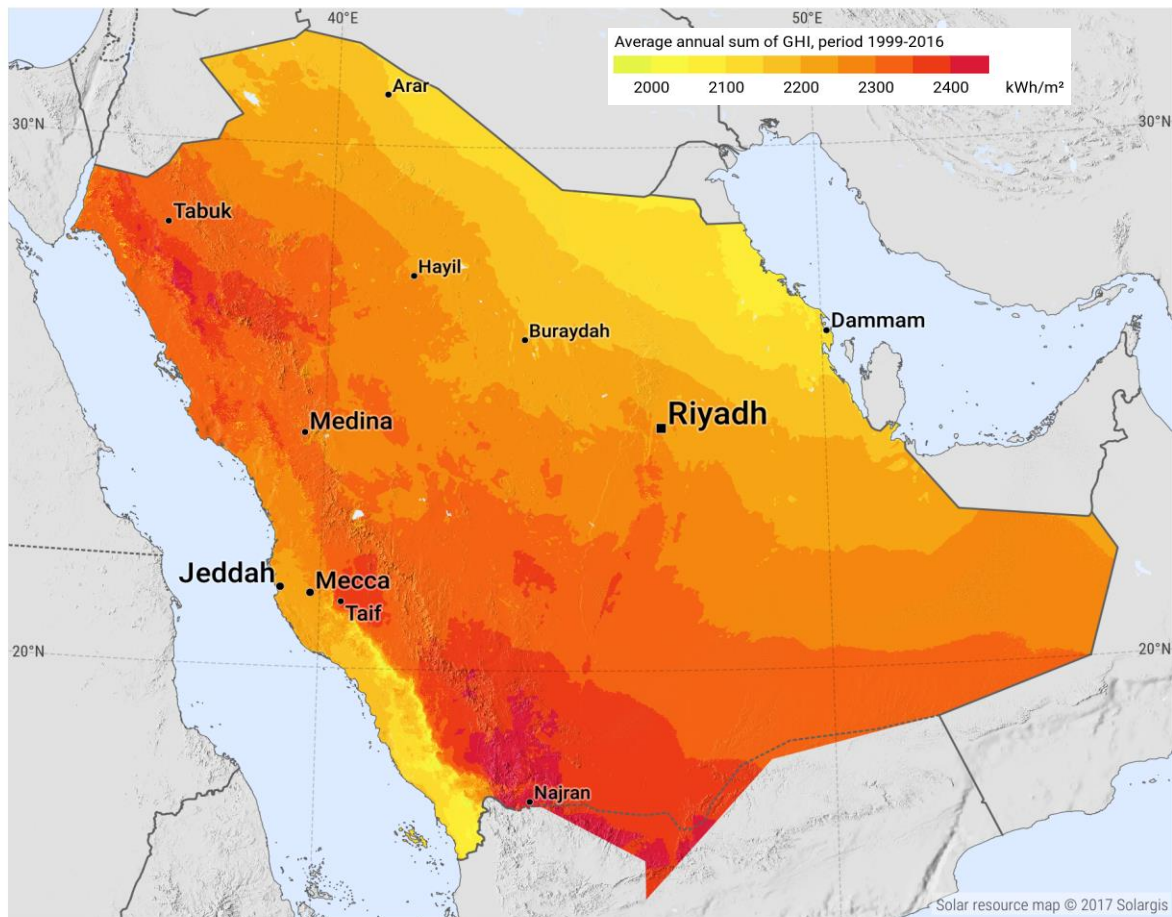 40°E
50°E
Average annual sum of GHI, period 1999-2016
2000 2100 2200 2300 2400 kWh/m²
Arar
30°N
30°N
Tabuk
Hayil
Buraydah
Dammam
Medina
Riyadh
Jeddah
Mecca
Taif
20°N
20°N
Najran
Solar resource map © 2017 Solargis